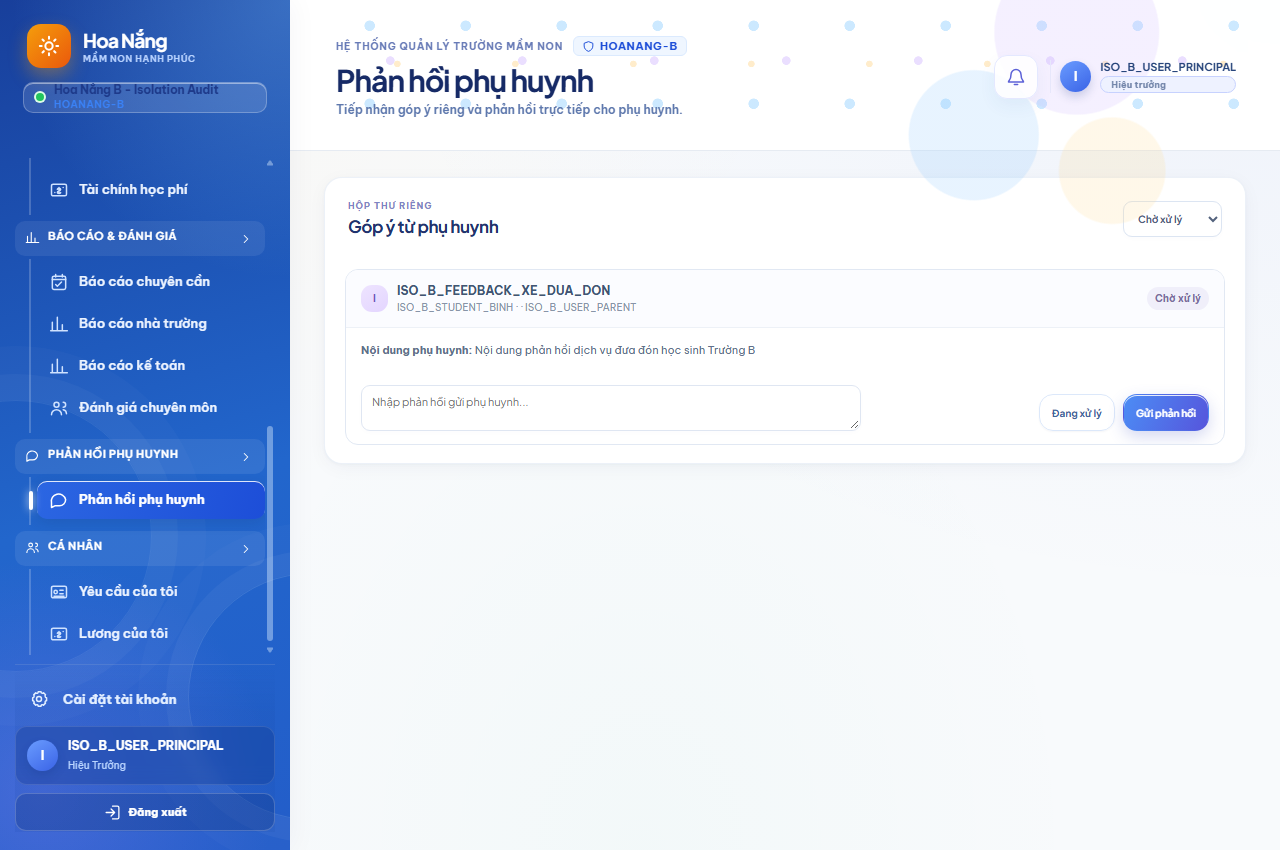 Hoa Nắng
MẦM NON HẠNH PHÚC
Hoa Nắng B - Isolation Audit
HOANANG-B
Tài chính học phí
BÁO CÁO & ĐÁNH GIÁ
Báo cáo chuyên cần
Báo cáo nhà trường
Báo cáo kế toán
Đánh giá chuyên môn
PHẢN HỒI PHỤ HUYNH
Phản hồi phụ huynh
CÁ NHÂN
Yêu cầu của tôi
Lương của tôi
Cài đặt tài khoản
I
ISO_B_USER_PRINCIPAL
Hiệu Trưởng
Đăng xuất
HỆ THỐNG QUẢN LÝ TRƯỜNG MẦM NON
HOANANG-B
Phản hồi phụ huynh
Tiếp nhận góp ý riêng và phản hồi trực tiếp cho phụ huynh.
I
ISO_B_USER_PRINCIPAL
Hiệu trưởng
HỘP THƯ RIÊNG
Góp ý từ phụ huynh
Chờ xử lý
I
ISO_B_FEEDBACK_XE_DUA_DON
ISO_B_STUDENT_BINH · · ISO_B_USER_PARENT
Chờ xử lý
Nội dung phụ huynh: Nội dung phản hồi dịch vụ đưa đón học sinh Trường B
Nhập phản hồi gửi phụ huynh...
Đang xử lý
Gửi phản hồi